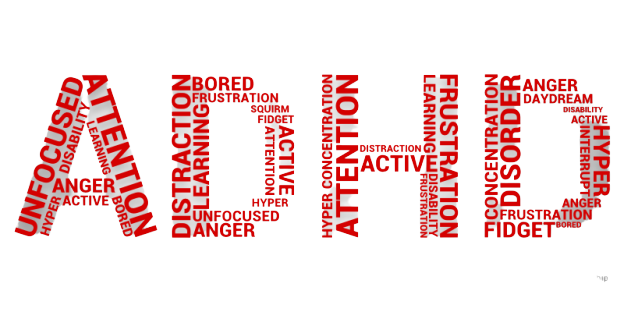 UNFOCUSED
ATTENTION
DISABILITY
LEARNING
ANGER
HYPER
ACTIVE
BORED
DISTRACTION
LEARNING
BORED
FRUSTRATION
SQUIRM
FIDGET
ATTENTION
ACTIVE
HYPER
UNFOCUSED
ANGER
HYPER CONCENTRATION
ATTENTION
DISTRACTION
ACTIVE
LEARNING
FRUSTRATION
FRUSTRATION
DISABILITY
CONCENTRATION
DISORDER
ANGER
DAYDREAM
DISABILITY
ACTIVE
INTERRUPT
HYPER
ANGER
FRUSTRATION
FIDGET
BORED